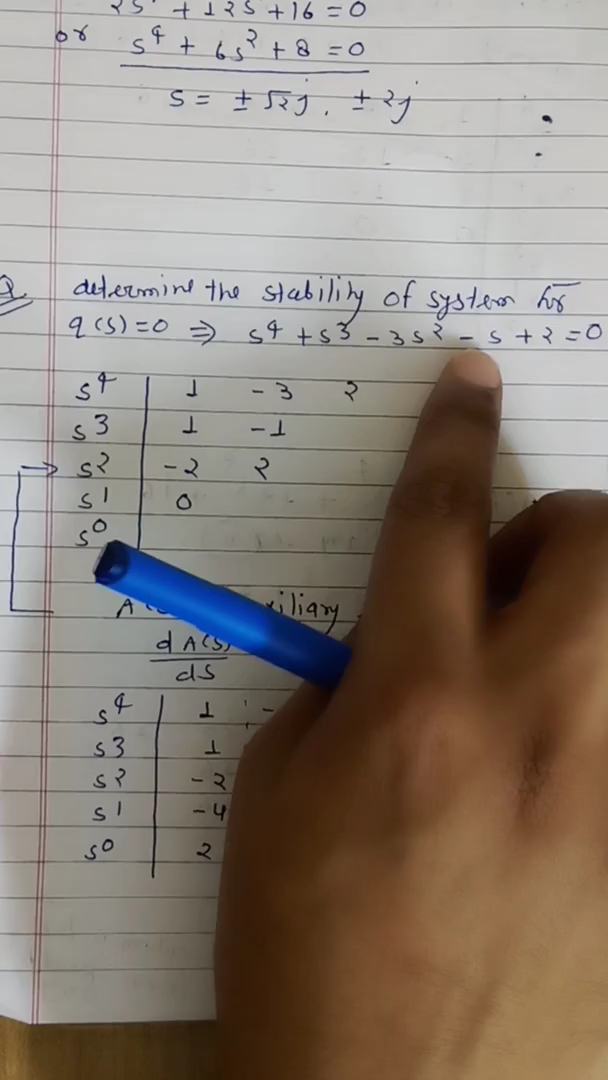 2s² + 12s + 16 = 0
or s⁴ + 6s² + 8 = 0
s = ± √2j, ± 2j
Q. determine the stability of system for
q(s) = 0 ⇒ s⁴ + s³ - 3s² - s + 2 = 0
s⁴ 1 -3 2
s³ 1 -1
s² -2 2
s¹ 0
s⁰
A
dA(s)
ds
s⁴ 1 -
s³ 1
s² -2
s¹ -4
s⁰ 2